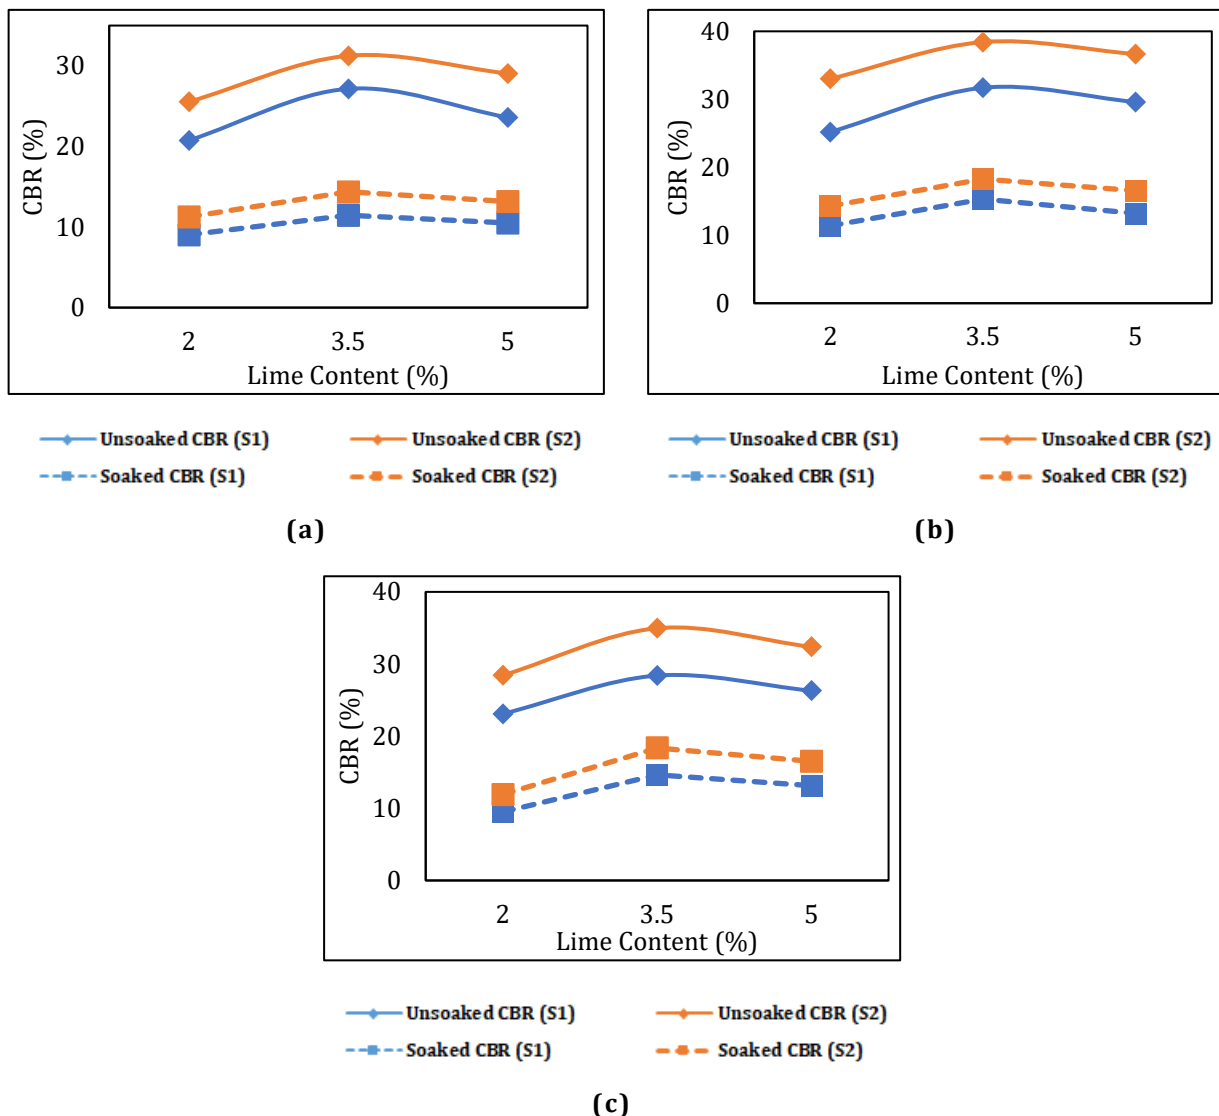 30
20
10
0
CBR (%)
2 3.5 5
Lime Content (%)
Unsoaked CBR (S1) Unsoaked CBR (S2)
Soaked CBR (S1) Soaked CBR (S2)
(a)
40
30
20
10
0
CBR (%)
2 3.5 5
Lime Content (%)
Unsoaked CBR (S1) Unsoaked CBR (S2)
Soaked CBR (S1) Soaked CBR (S2)
(b)
40
30
20
10
0
CBR (%)
2 3.5 5
Lime Content (%)
Unsoaked CBR (S1) Unsoaked CBR (S2)
Soaked CBR (S1) Soaked CBR (S2)
(c)